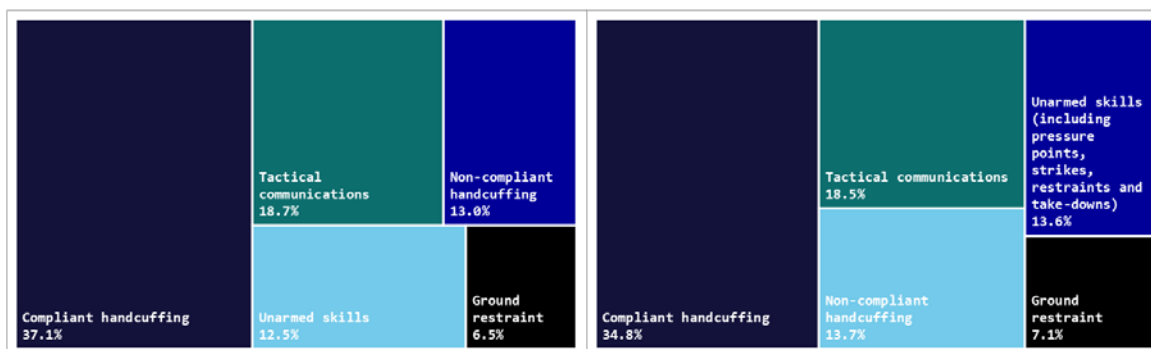 Compliant handcuffing
37.1%
Tactical
communications
18.7%
Non-compliant
handcuffing
13.0%
Unarmed skills
12.5%
Ground
restraint
6.5%
Compliant handcuffing
34.8%
Tactical communications
18.5%
Non-compliant
handcuffing
13.7%
Unarmed skills
(including
pressure
points,
strikes,
restraints and
take-downs)
13.6%
Ground
restraint
7.1%